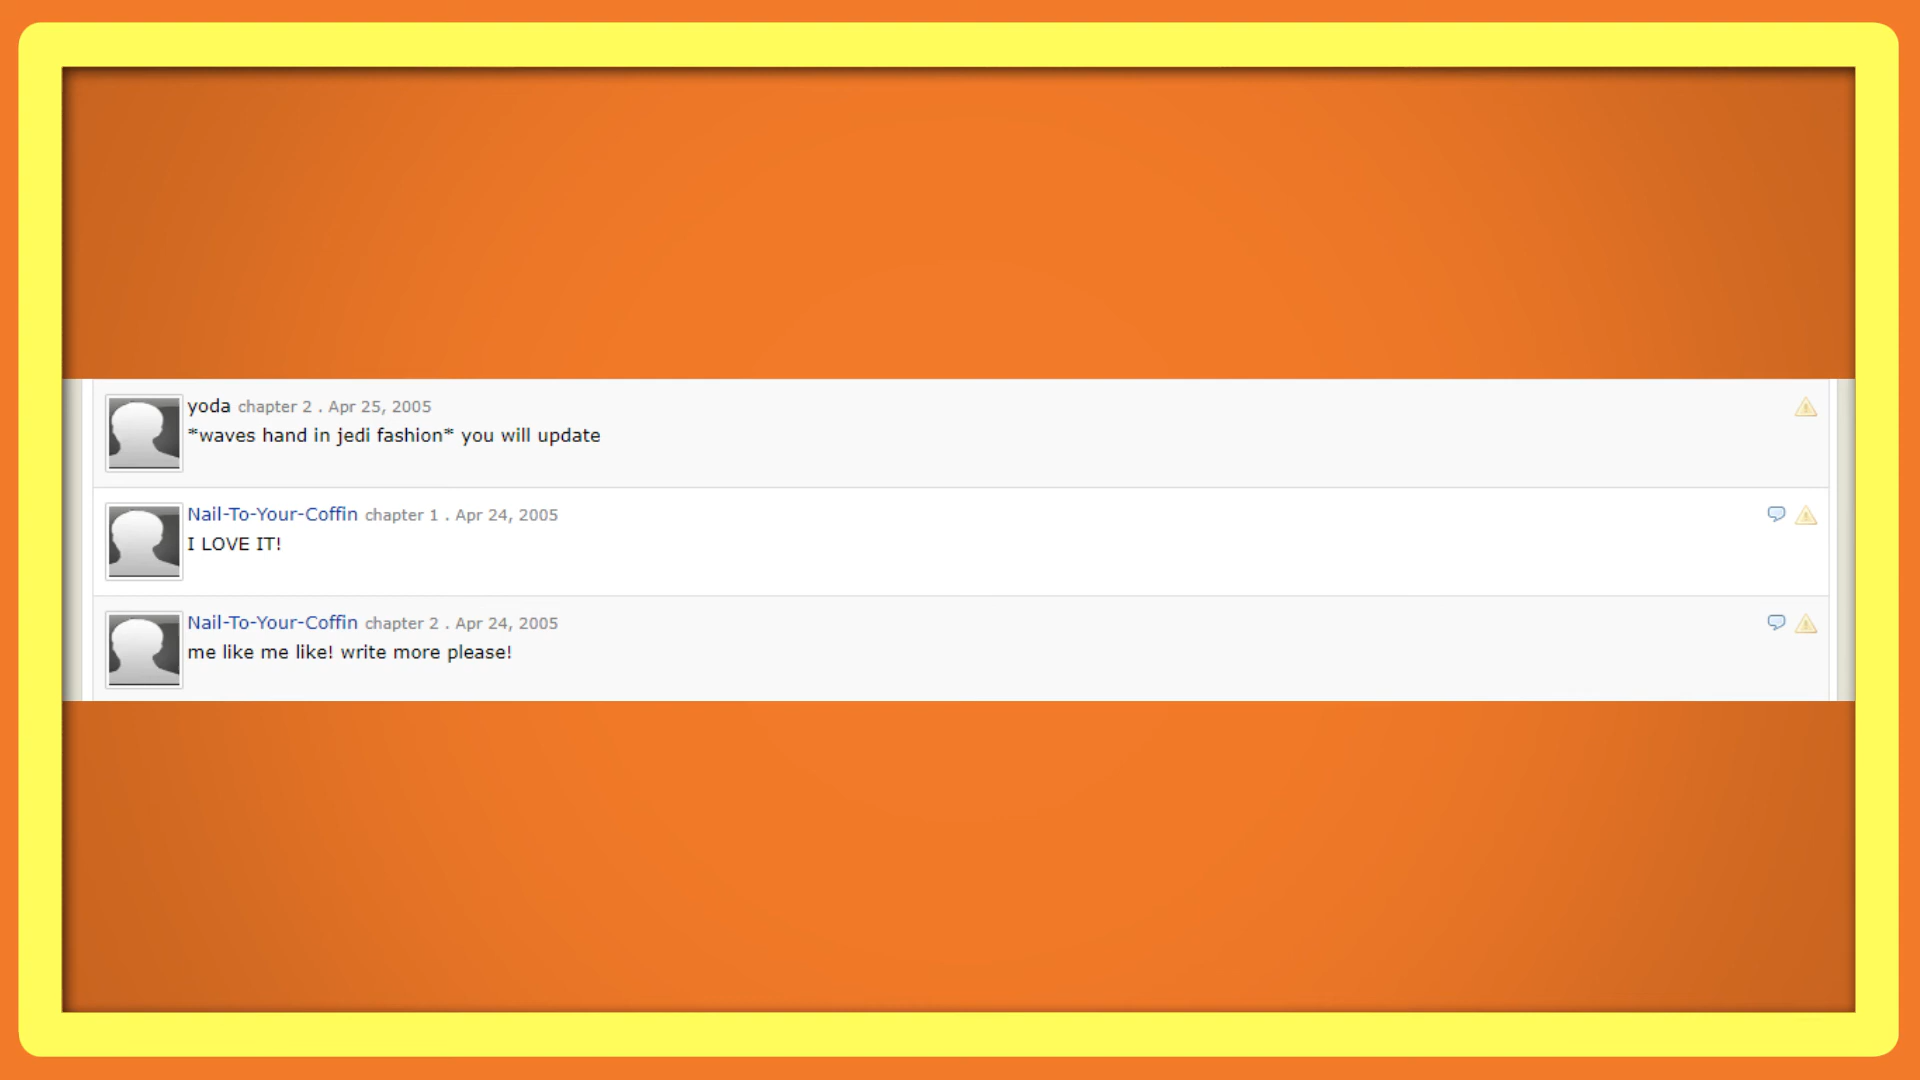 yoda chapter 2 . Apr 25, 2005
*waves hand in jedi fashion* you will update
Nail-To-Your-Coffin chapter 1 . Apr 24, 2005
I LOVE IT!
Nail-To-Your-Coffin chapter 2 . Apr 24, 2005
me like me like! write more please!